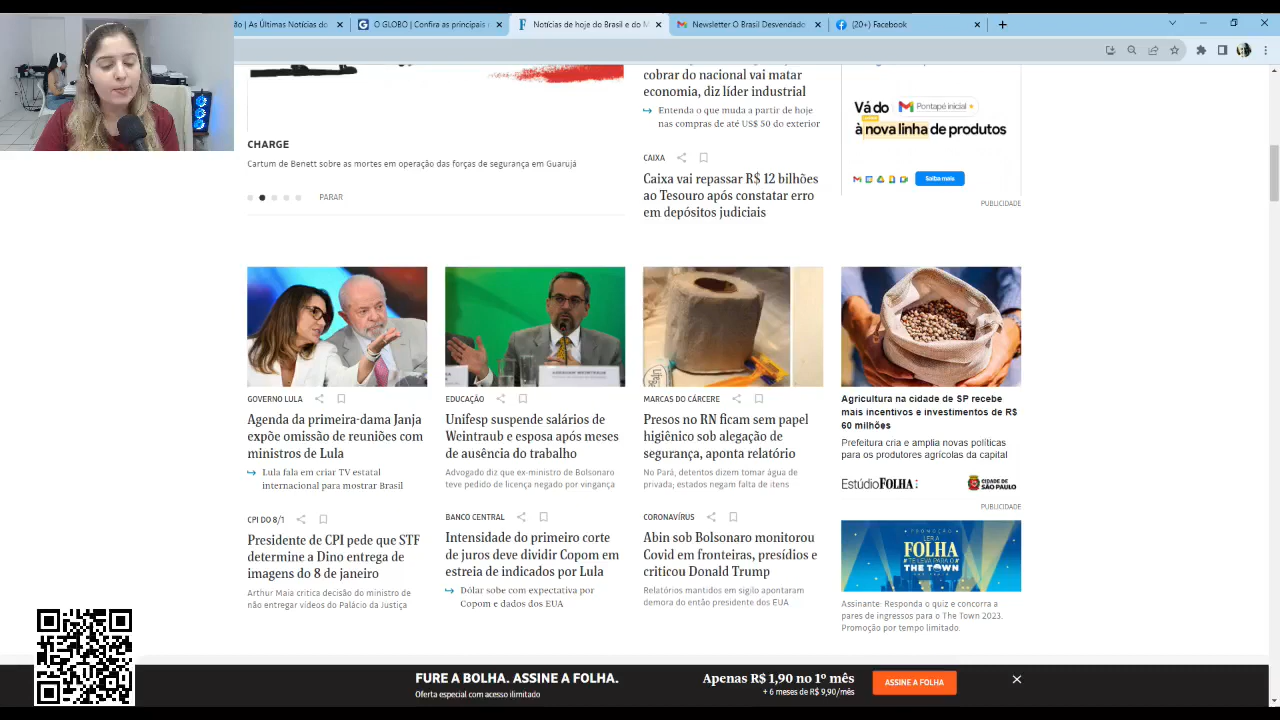 ão | As Últimas Notícias do
O GLOBO | Confira as principais
Notícias de hoje do Brasil e do M
Newsletter O Brasil Desvendado
(20+) Facebook
cobrar do nacional vai matar
economia, diz líder industrial
Entenda o que muda a partir de hoje
nas compras de até US$ 50 do exterior
CAIXA
Caixa vai repassar R$ 12 bilhões
ao Tesouro após constatar erro
em depósitos judiciais
Vá do Pontapé inicial
à nova linha de produtos
Saiba mais
PUBLICIDADE
CHARGE
Cartum de Benett sobre as mortes em operação das forças de segurança em Guarujá
PARAR
GOVERNO LULA
Agenda da primeira-dama Janja
expõe omissão de reuniões com
ministros de Lula
Lula fala em criar TV estatal
internacional para mostrar Brasil
CPI DO 8/1
Presidente de CPI pede que STF
determine a Dino entrega de
imagens do 8 de janeiro
Arthur Maia critica decisão do ministro de
não entregar vídeos do Palácio da Justiça
EDUCAÇÃO
Unifesp suspende salários de
Weintraub e esposa após meses
de ausência do trabalho
Advogado diz que ex-ministro de Bolsonaro
teve pedido de licença negado por vingança
BANCO CENTRAL
Intensidade do primeiro corte
de juros deve dividir Copom em
estreia de indicados por Lula
Dólar sobe com expectativa por
Copom e dados dos EUA
MARCAS DO CÁRCERE
Presos no RN ficam sem papel
higiênico sob alegação de
segurança, aponta relatório
No Pará, detentos dizem tomar água de
privada; estados negam falta de itens
CORONAVÍRUS
Abin sob Bolsonaro monitorou
Covid em fronteiras, presídios e
criticou Donald Trump
Relatórios mantidos em sigilo apontaram
demora do então presidente dos EUA
Agricultura na cidade de SP recebe
mais incentivos e investimentos de R$
60 milhões
Prefeitura cria e amplia novas políticas
para os produtores agrícolas da capital
Estúdio FOLHA:
CIDADE DE
SÃO PAULO
PUBLICIDADE
PROMOÇÃO
LER A
FOLHA
TE LEVA PARA O
THE TOWN
Assinante: Responda o quiz e concorra a
pares de ingressos para o The Town 2023.
Promoção por tempo limitado.
FURE A BOLHA. ASSINE A FOLHA.
Oferta especial com acesso ilimitado
Apenas R$ 1,90 no 1º mês
+ 6 meses de R$ 9,90/mês
ASSINE A FOLHA